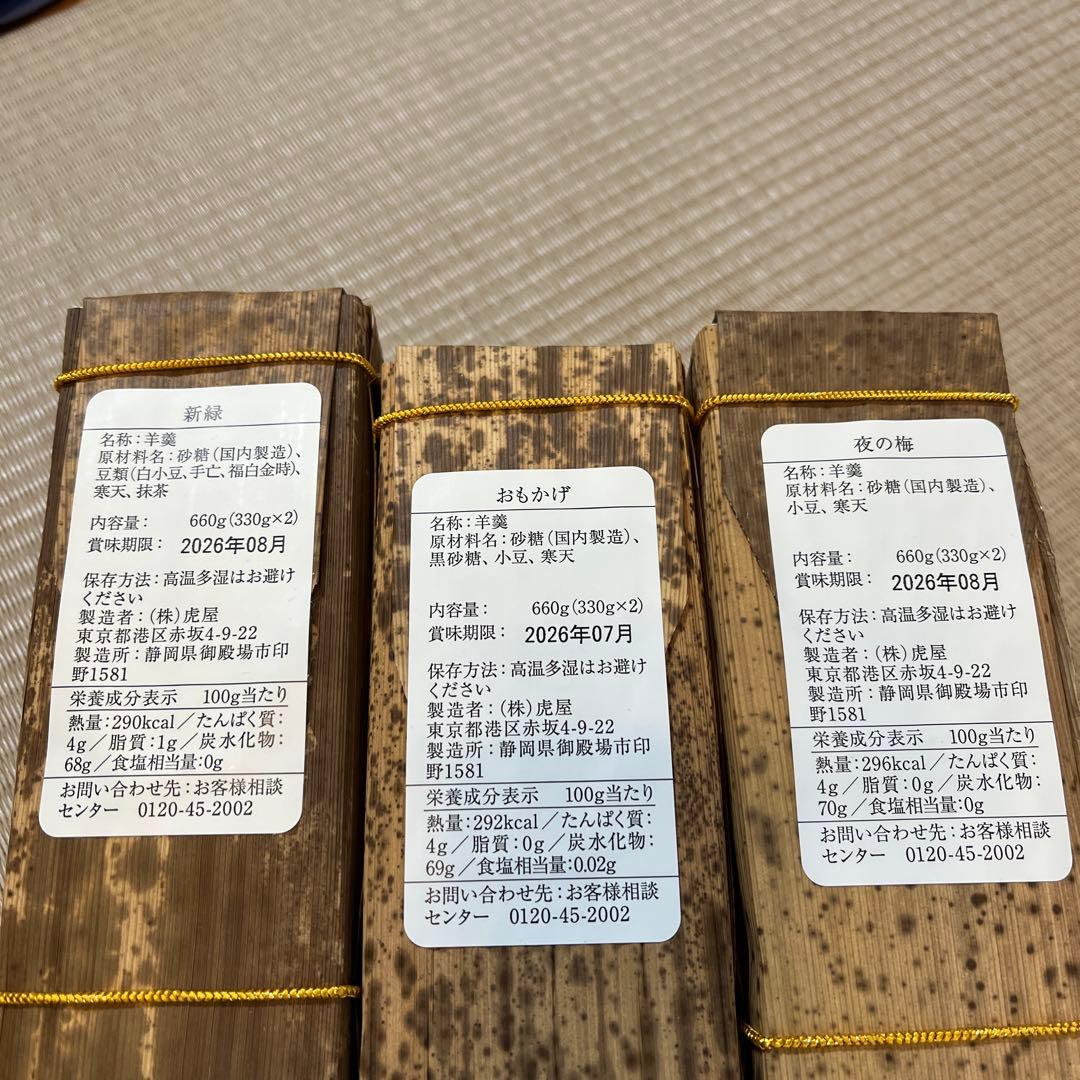 新緑
名称：羊羹
原材料名：砂糖（国内製造）、
豆類（白小豆、手亡、福白金時）、
寒天、抹茶
内容量： 660g（330g×2）
賞味期限： 2026年08月
保存方法：高温多湿はお避け
ください
製造者：（株）虎屋
東京都港区赤坂4-9-22
製造所：静岡県御殿場市印
野1581
栄養成分表示 100g当たり
熱量：290kcal／たんぱく質：
4g／脂質：1g／炭水化物：
68g／食塩相当量：0g
お問い合わせ先：お客様相談
センター 0120-45-2002
おもかげ
名称：羊羹
原材料名：砂糖（国内製造）、
黒砂糖、小豆、寒天
内容量： 660g（330g×2）
賞味期限： 2026年07月
保存方法：高温多湿はお避け
ください
製造者：（株）虎屋
東京都港区赤坂4-9-22
製造所：静岡県御殿場市印
野1581
栄養成分表示 100g当たり
熱量：292kcal／たんぱく質：
4g／脂質：0g／炭水化物：
69g／食塩相当量：0.02g
お問い合わせ先：お客様相談
センター 0120-45-2002
夜の梅
名称：羊羹
原材料名：砂糖（国内製造）、
小豆、寒天
内容量： 660g（330g×2）
賞味期限： 2026年08月
保存方法：高温多湿はお避け
ください
製造者：（株）虎屋
東京都港区赤坂4-9-22
製造所：静岡県御殿場市印
野1581
栄養成分表示 100g当たり
熱量：296kcal／たんぱく質：
4g／脂質：0g／炭水化物：
70g／食塩相当量：0g
お問い合わせ先：お客様相談
センター 0120-45-2002